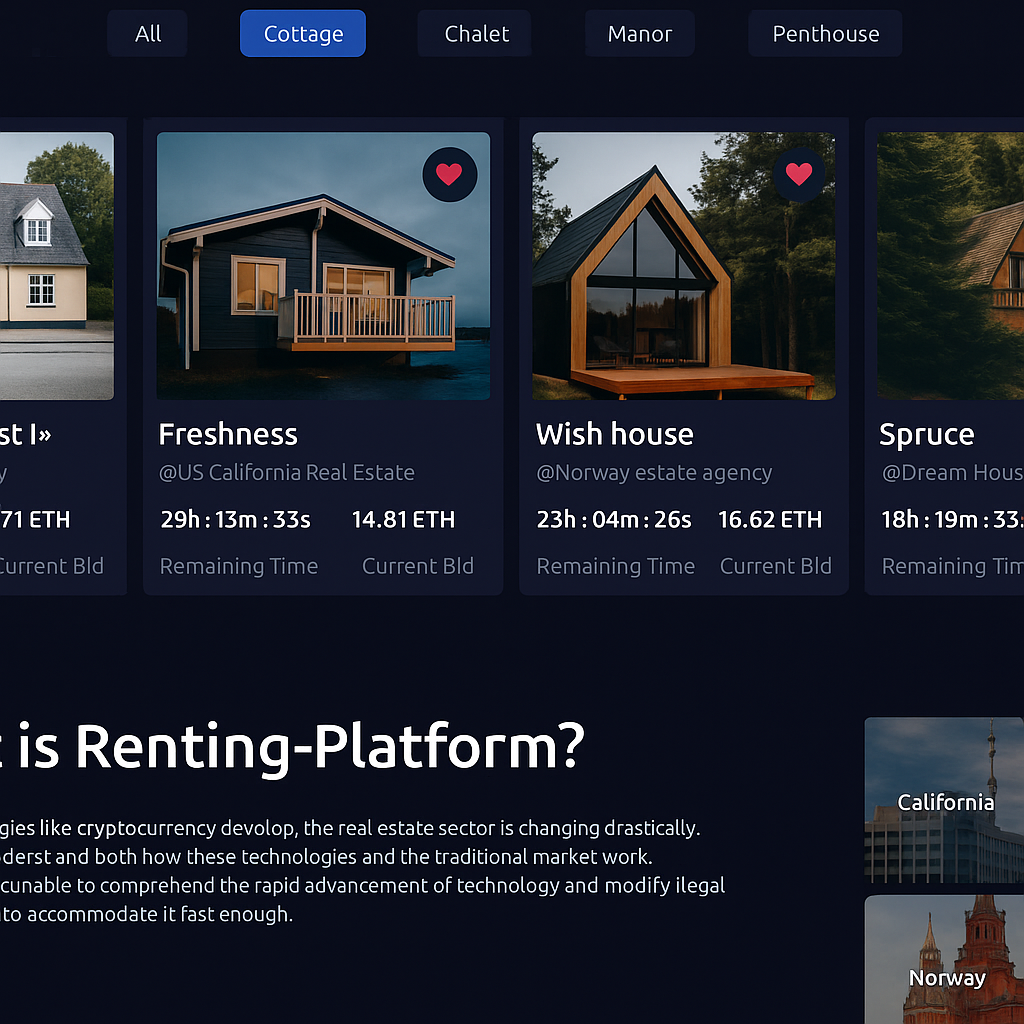 All
Cottage
Chalet
Manor
Penthouse
st I»
y
71 ETH
Current Bld
Freshness
@US California Real Estate
29h : 13m : 33s 14.81 ETH
Remaining Time Current Bld
Wish house
@Norway estate agency
23h : 04m : 26s 16.62 ETH
Remaining Time Current Bld
Spruce
@Dream Hous
18h : 19m : 33
Remaining Tim
is Renting-Platform?
gies like cryptocurrency devolop, the real estate sector is changing drastically.
derst and both how these technologies and the traditional market work.
cunable to comprehend the rapid advancement of technology and modify ilegal
to accommodate it fast enough.
California
Norway